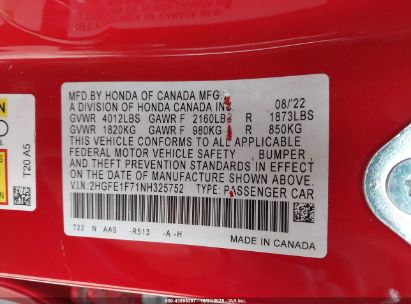 MFD BY HONDA OF CANADA MFG.
A DIVISION OF HONDA CANADA INC. 08/'22
GVWR 4012LBS GAWR F 2160LBS R 1873LBS
GVWR 1820KG GAWR F 980KG R 850KG
THIS VEHICLE CONFORMS TO ALL APPLICABLE
FEDERAL MOTOR VEHICLE SAFETY , BUMPER ,
AND THEFT PREVENTION STANDARDS IN EFFECT
ON THE DATE OF MANUFACTURE SHOWN ABOVE.
V.I.N: 2HGFE1F71NH325752 TYPE: PASSENGER CAR
T22 N AA9 -R513 -A -H
MADE IN CANADA
T20 A5